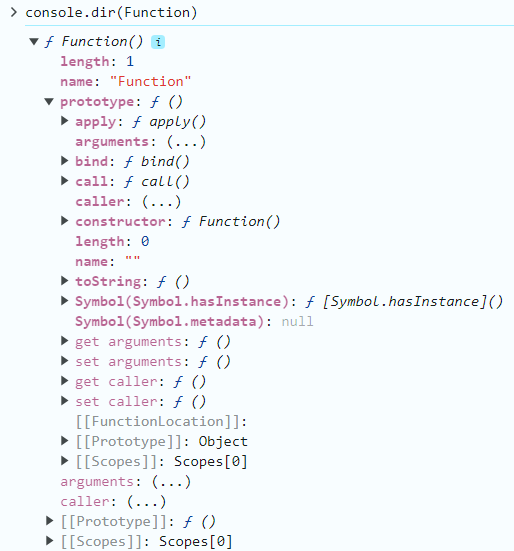 > console.dir(Function)
▼ ƒ Function() i
length: 1
name: "Function"
▼ prototype: ƒ ()
▶ apply: ƒ apply()
arguments: (...)
▶ bind: ƒ bind()
▶ call: ƒ call()
caller: (...)
▶ constructor: ƒ Function()
length: 0
name: ""
▶ toString: ƒ ()
▶ Symbol(Symbol.hasInstance): ƒ [Symbol.hasInstance]()
Symbol(Symbol.metadata): null
▶ get arguments: ƒ ()
▶ set arguments: ƒ ()
▶ get caller: ƒ ()
▶ set caller: ƒ ()
[[FunctionLocation]]:
▶ [[Prototype]]: Object
▶ [[Scopes]]: Scopes[0]
arguments: (...)
caller: (...)
▶ [[Prototype]]: ƒ ()
▶ [[Scopes]]: Scopes[0]